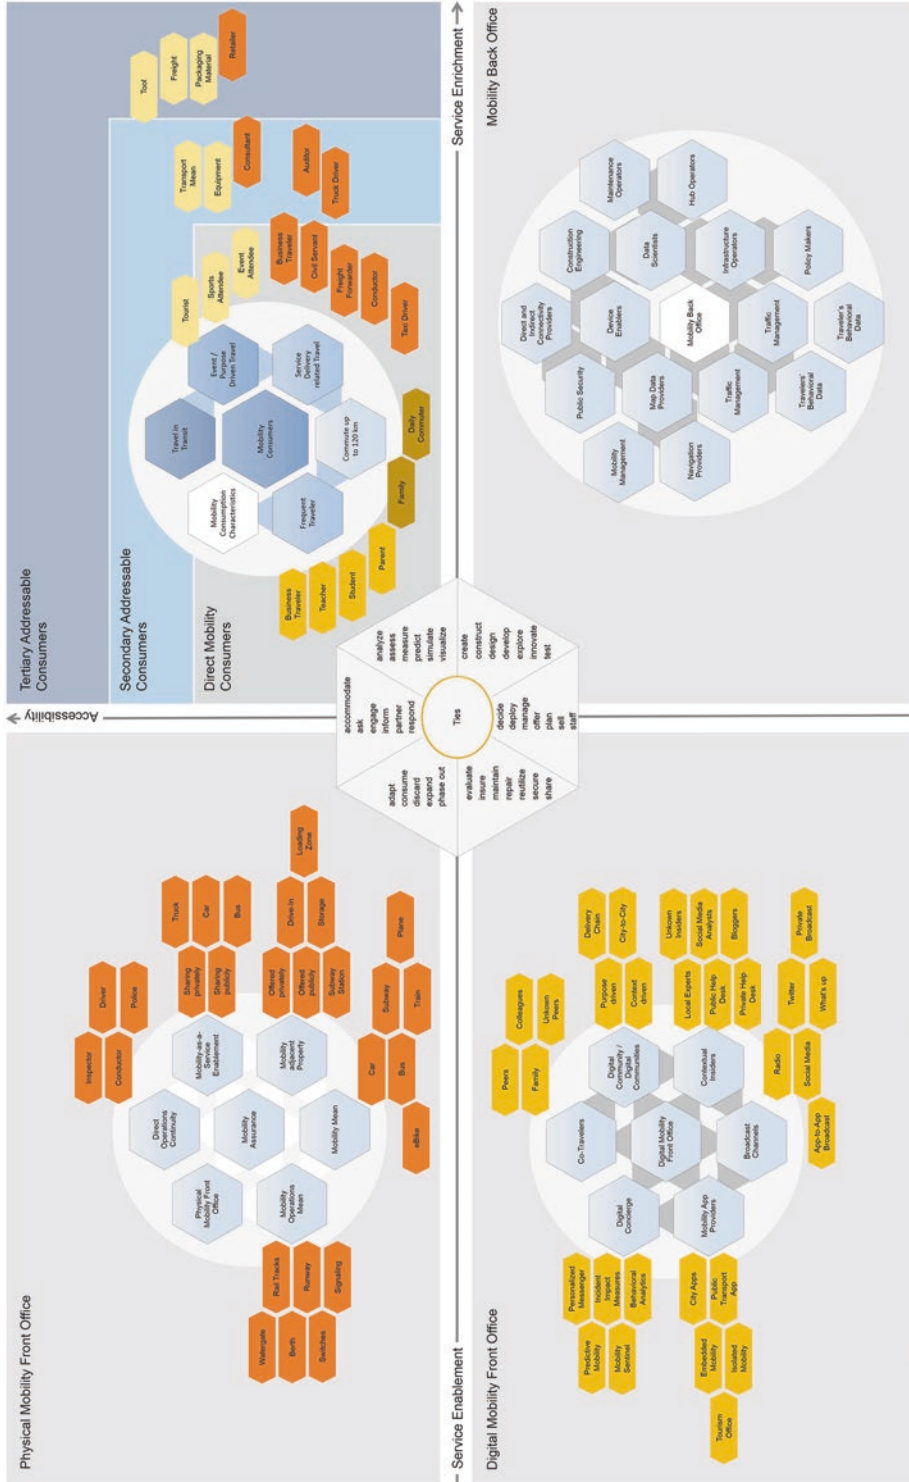 Physical Mobility Front Office
Inspector
Conductor
Driver
Police
Direct
Operations
Continuity
Physical
Mobility Front
Office
Mobility-as-a-
Service
Enablement
Mobility
Assurance
Mobility
Operations
Mean
Mobility
adjacent
Property
Mobility Mean
Sharing
privately
Sharing
publicly
Truck
Car
Bus
Offered
privately
Offered
publicly
Subway
Station
Drive-In
Storage
Loading
Zone
Watergate
Berth
Switches
Rail Tracks
Runway
Signaling
eBike
Car
Bus
Subway
Train
Plane
Accessibility
Tertiary Addressable
Consumers
Secondary Addressable
Consumers
Direct Mobility
Consumers
Tool
Freight
Packaging
Material
Retailer
Transport
Mean
Equipment
Consultant
Auditor
Truck Driver
Tourist
Sports
Attendee
Event
Attendee
Business
Traveler
Civil Servant
Freight
Forwarder
Conductor
Taxi Driver
Travel in
Transit
Mobility
Consumption
Characteristics
Event /
Purpose
Driven Travel
Mobility
Consumers
Frequent
Traveler
Service
Delivery
related Travel
Commute up
to 120 km
Business
Traveler
Teacher
Student
Parent
Family
Daily
Commuter
accommodate
ask
engage
inform
partner
respond
adapt
consume
discard
expand
phase out
analyze
assess
measure
predict
simulate
visualize
Ties
evaluate
insure
maintain
repair
reutilize
secure
share
decide
deploy
manage
offer
plan
sell
staff
create
construct
design
develop
explore
innovate
test
Service Enablement
Service Enrichment
Digital Mobility Front Office
Peers
Family
Colleagues
Unkown
Peers
Co-Travelers
Digital
Concierge
Digital
Community /
Digital
Communities
Digital Mobility
Front Office
Mobility App
Providers
Contextual
Insiders
Broadcast
Channels
Purpose
driven
Context
driven
Delivery
Chain
City-to-City
Local Experts
Public Help
Desk
Private Help
Desk
Unkown
Insiders
Social Media
Analysts
Bloggers
Predictive
Mobility
Mobility
Sentinel
Personalized
Messenger
Incident
Impact
Measures
Behavioral
Analytics
Tourism
Office
Embedded
Mobility
Isolated
Mobility
City Apps
Public
Transport
App
App-to-App
Broadcast
Radio
Social Media
Twitter
What's up
Private
Broadcast
Mobility Back Office
Direct and
Indirect
Connectivity
Providers
Construction
Engineering
Maintenance
Operators
Public Security
Device
Enablers
Data
Scientists
Hub Operators
Mobility
Management
Map Data
Providers
Mobility Back
Office
Infrastructure
Operators
Navigation
Providers
Traffic
Management
Traffic
Management
Policy Makers
Travelers'
Behavioral
Data
Traveler's
Behavioral
Data